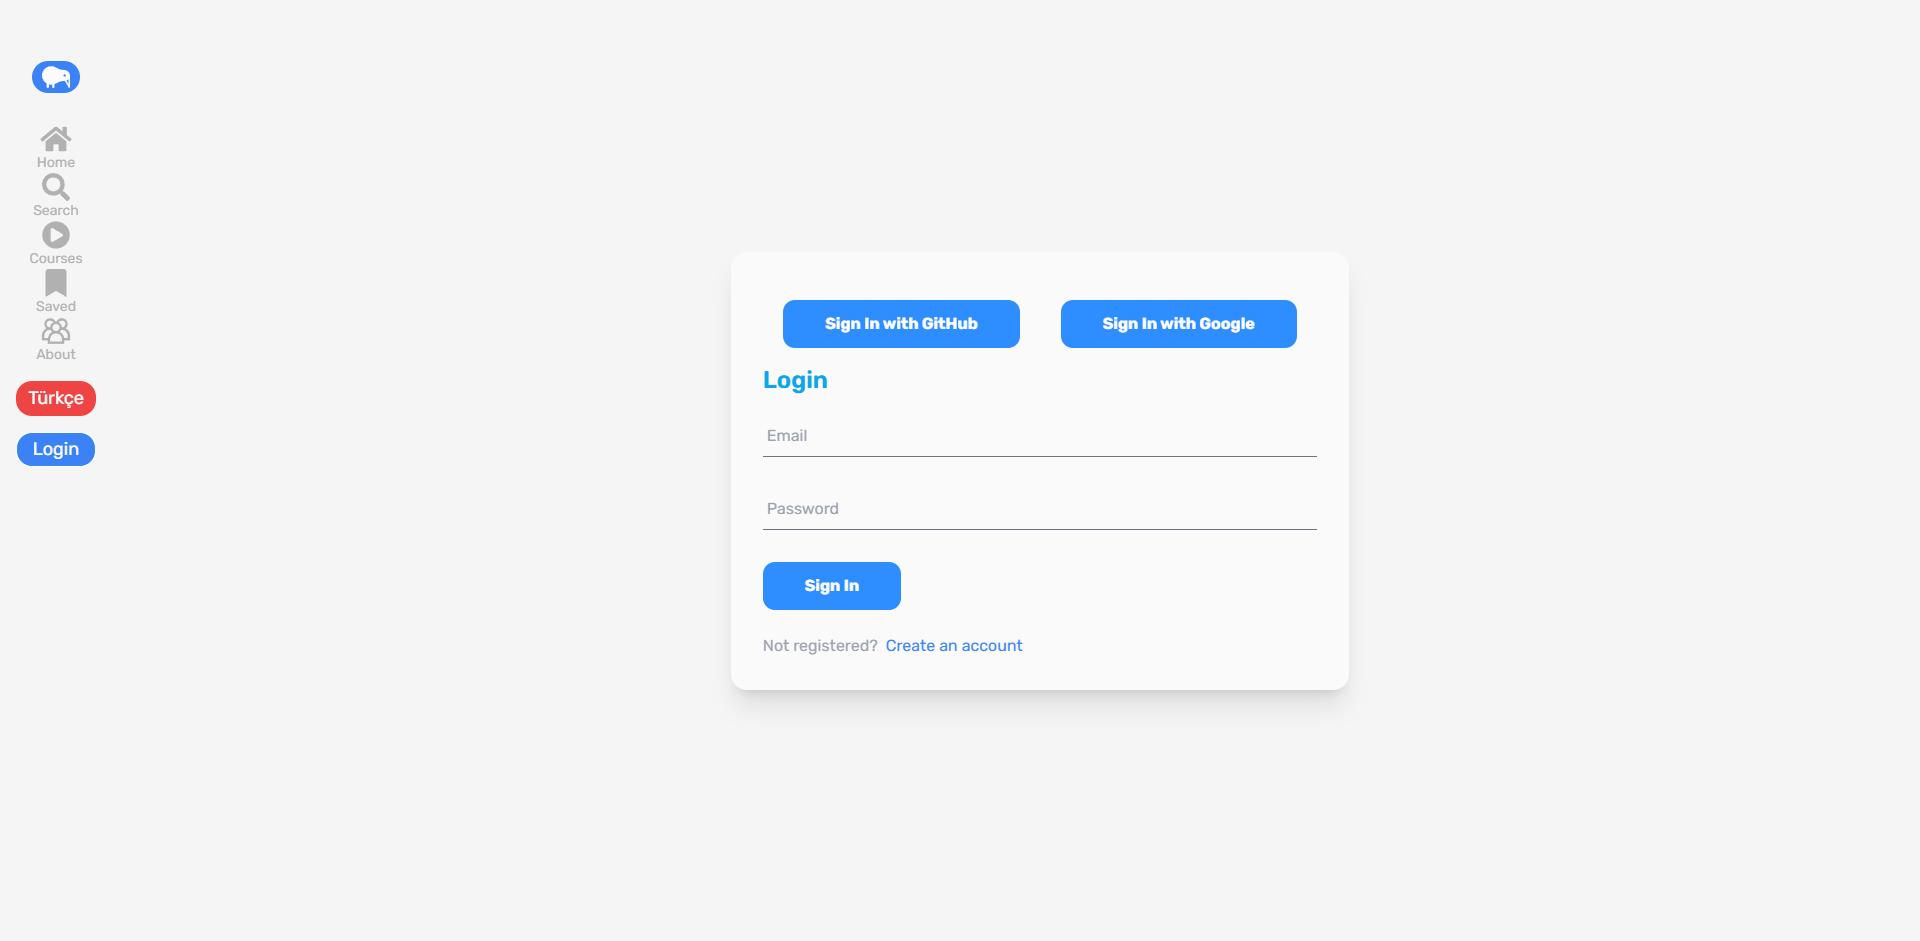 Home
Search
Courses
Saved
About
Türkçe
Login
Sign In with GitHub
Sign In with Google
Login
Email
Password
Sign In
Not registered? Create an account